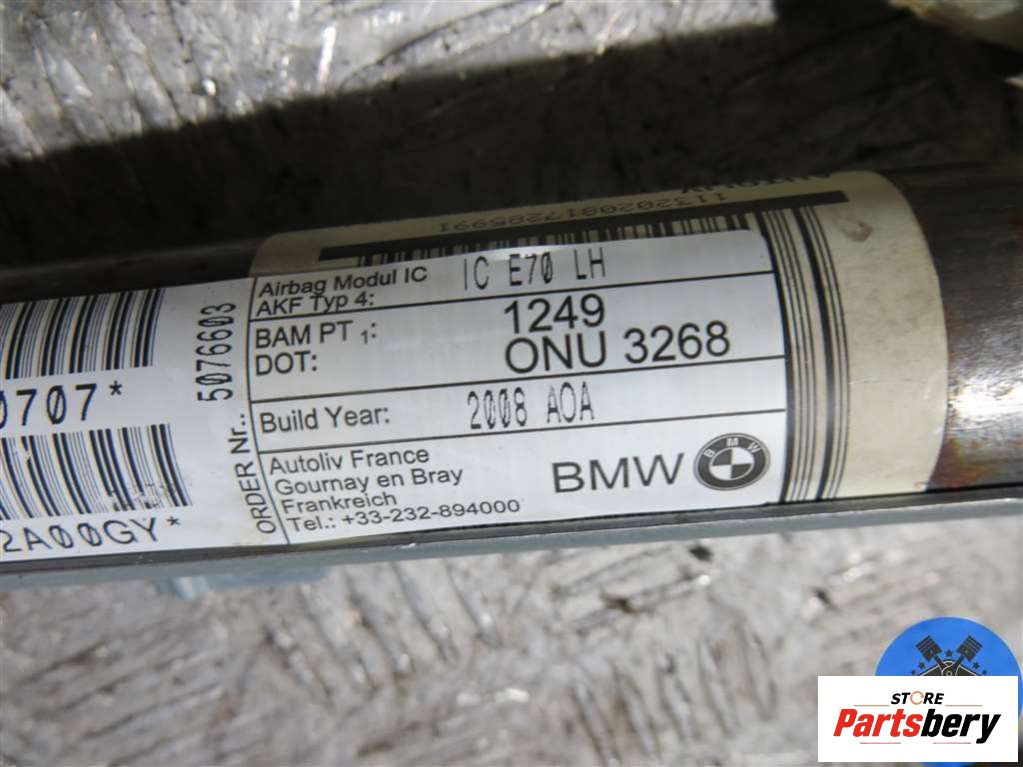 AUTOLIV
Airbag Modul IC IC E70 LH
AKF Typ 4:
BAM PT 1: 1249
DOT: ONU 3268
Build Year: 2008 AOA
Autoliv France
Gournay en Bray
Frankreich
Tel.: +33-232-894000
BMW
BMW
ORDER Nr.: 5076603
0707*
2A00GY*
STORE
Partsbery